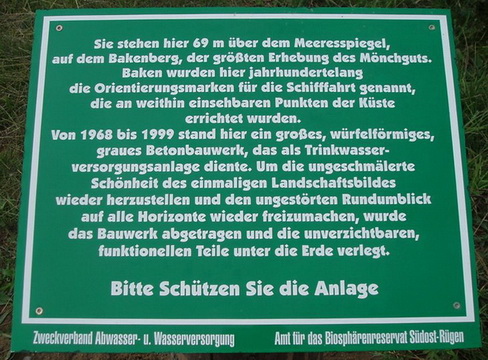 Sie stehen hier 69 m über dem Meeresspiegel,
auf dem Bakenberg, der größten Erhebung des Mönchguts.
Baken wurden hier jahrhundertelang
die Orientierungsmarken für die Schifffahrt genannt,
die an weithin einsehbaren Punkten der Küste
errichtet wurden.
Von 1968 bis 1999 stand hier ein großes, würfelförmiges,
graues Betonbauwerk, das als Trinkwasser-
versorgungsanlage diente. Um die ungeschmälerte
Schönheit des einmaligen Landschaftsbildes
wieder herzustellen und den ungestörten Rundumblick
auf alle Horizonte wieder freizumachen, wurde
das Bauwerk abgetragen und die unverzichtbaren,
funktionellen Teile unter die Erde verlegt.
Bitte Schützen Sie die Anlage
Zweckverband Abwasser- u. Wasserversorgung Amt für das Biosphärenreservat Südost-Rügen